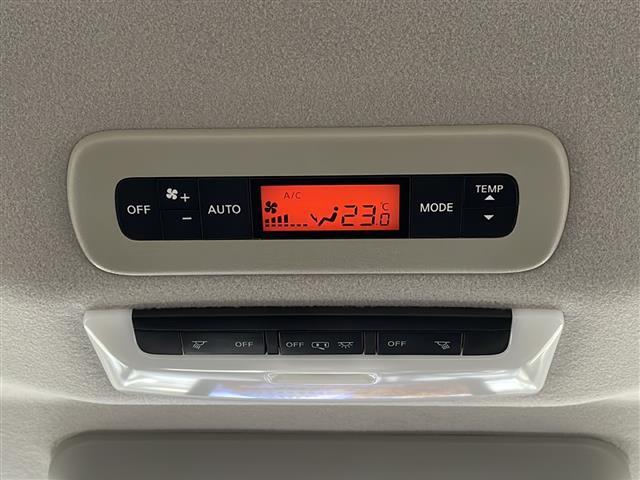 OFF + - AUTO A/C 23.0 °C MODE TEMP
OFF OFF OFF